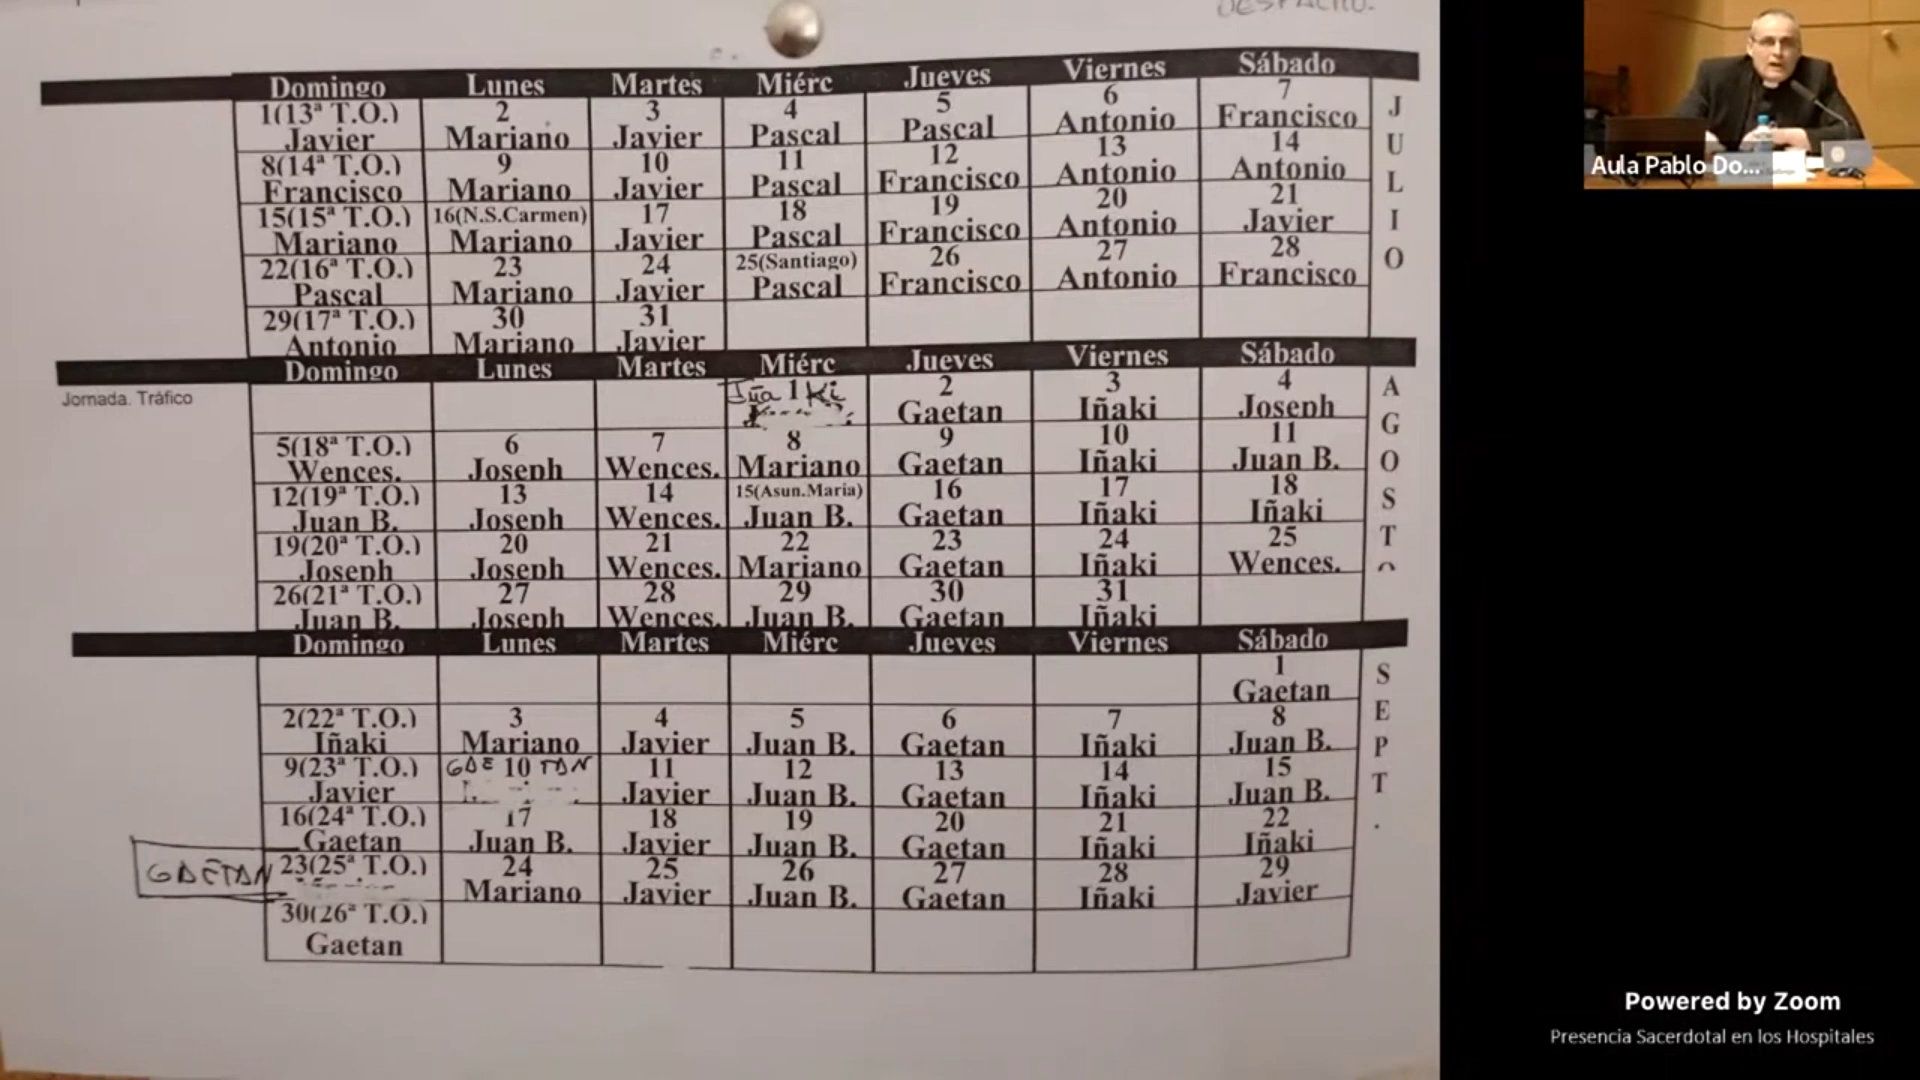 DESPACHO.
Domingo Lunes Martes Miérc Jueves Viernes Sábado
1(13ª T.O.) 2 3 4 5 6 7
Javier Mariano Javier Pascal Pascal Antonio Francisco
8(14ª T.O.) 9 10 11 12 13 14
Francisco Mariano Javier Pascal Francisco Antonio Antonio
15(15ª T.O.) 16(N.S.Carmen) 17 18 19 20 21
Mariano Mariano Javier Pascal Francisco Antonio Javier
22(16ª T.O.) 23 24 25(Santiago) 26 27 28
Pascal Mariano Javier Pascal Francisco Antonio Francisco
29(17ª T.O.) 30 31
Antonio Mariano Javier
JULIO
Domingo Lunes Martes Miérc Jueves Viernes Sábado
Jornada. Tráfico
Iña 1 Ki 2 3 4
Gaetan Iñaki Joseph
5(18ª T.O.) 6 7 8 9 10 11
Wences. Joseph Wences. Mariano Gaetan Iñaki Juan B.
12(19ª T.O.) 13 14 15(Asun.Maria) 16 17 18
Juan B. Joseph Wences. Juan B. Gaetan Iñaki Iñaki
19(20ª T.O.) 20 21 22 23 24 25
Joseph Joseph Wences. Mariano Gaetan Iñaki Wences.
26(21ª T.O.) 27 28 29 30 31
Juan B. Joseph Wences. Juan B. Gaetan Iñaki
AGOSTO
Domingo Lunes Martes Miérc Jueves Viernes Sábado
1
Gaetan
2(22ª T.O.) 3 4 5 6 7 8
Iñaki Mariano Javier Juan B. Gaetan Iñaki Juan B.
9(23ª T.O.) GAE 10 TAN 11 12 13 14 15
Javier Javier Juan B. Gaetan Iñaki Juan B.
16(24ª T.O.) 17 18 19 20 21 22
Gaetan Juan B. Javier Juan B. Gaetan Iñaki Iñaki
GAETAN 23(25ª T.O.) 24 25 26 27 28 29
Mariano Javier Juan B. Gaetan Iñaki Javier
30(26ª T.O.)
Gaetan
SEPT.
Aula Pablo Do...
Powered by Zoom
Presencia Sacerdotal en los Hospitales